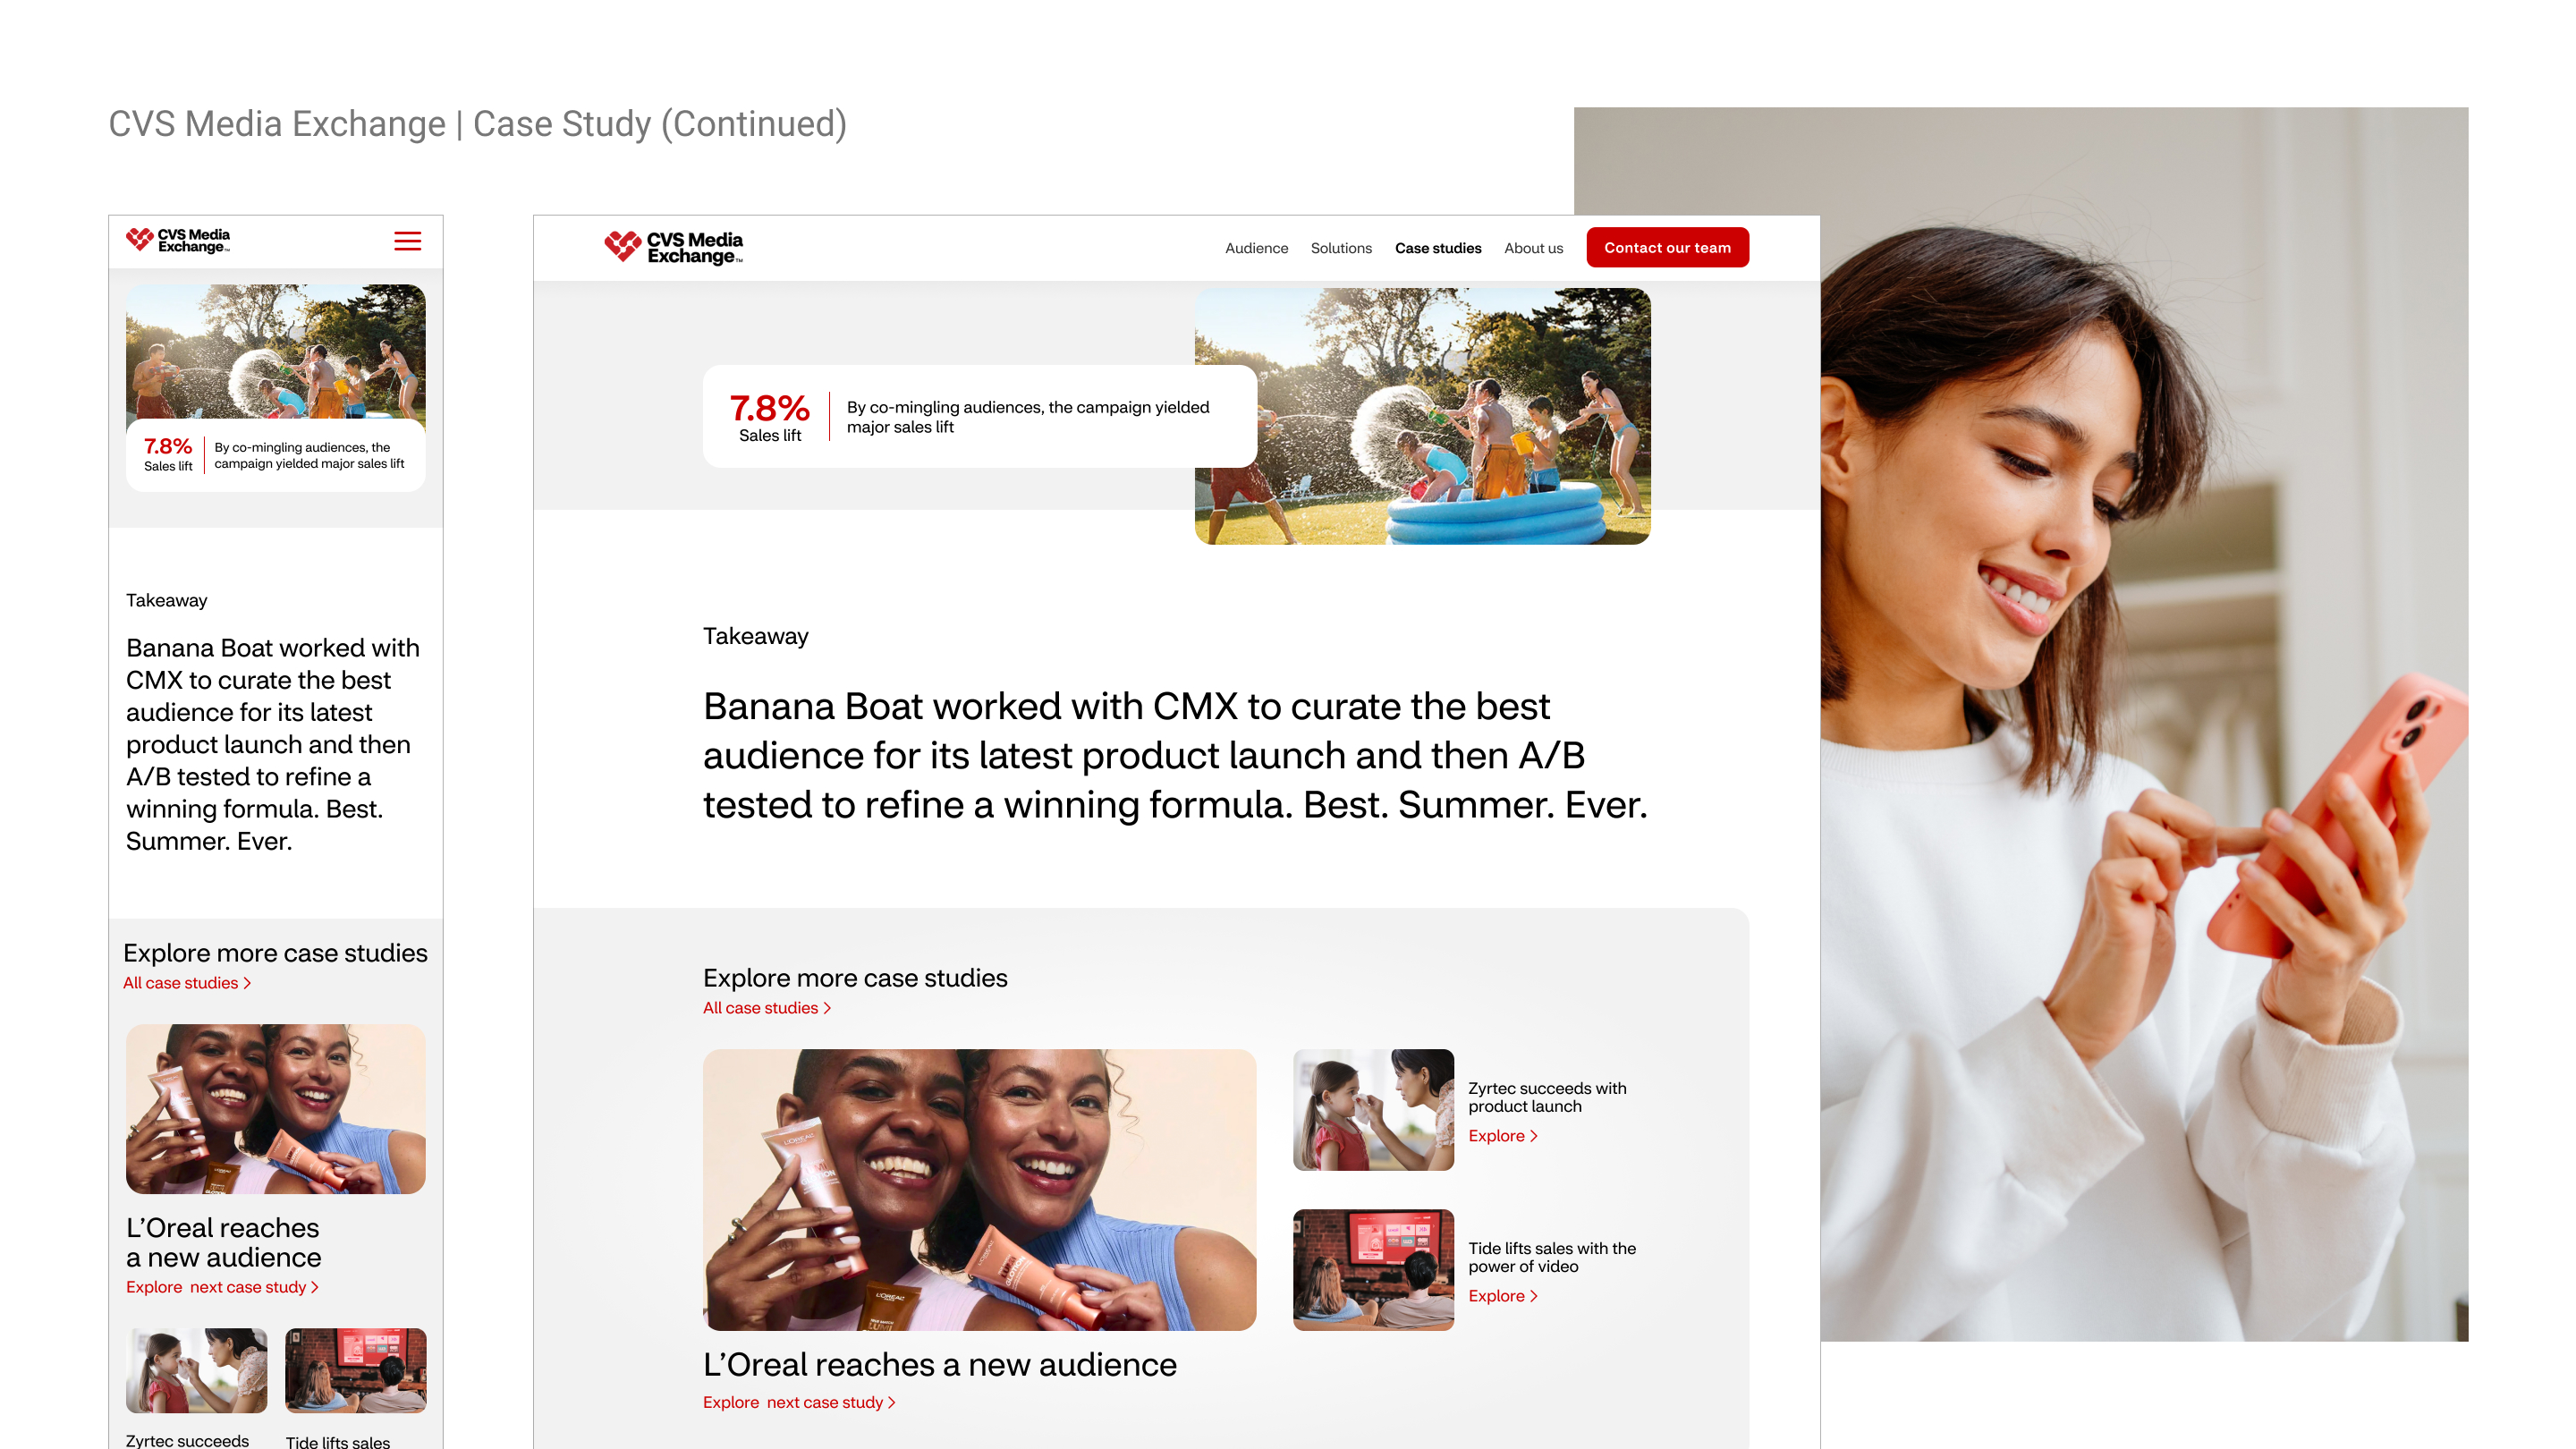 CVS Media Exchange | Case Study (Continued)
CVS Media
Exchange™
7.8%
Sales lift
By co-mingling audiences, the
campaign yielded major sales lift
Takeaway
Banana Boat worked with
CMX to curate the best
audience for its latest
product launch and then
A/B tested to refine a
winning formula. Best.
Summer. Ever.
Explore more case studies
All case studies >
L'Oreal reaches
a new audience
Explore next case study >
Zyrtec succeeds
Tide lifts sales
CVS Media
Exchange™
Audience
Solutions
Case studies
About us
Contact our team
7.8%
Sales lift
By co-mingling audiences, the campaign yielded
major sales lift
Takeaway
Banana Boat worked with CMX to curate the best
audience for its latest product launch and then A/B
tested to refine a winning formula. Best. Summer. Ever.
Explore more case studies
All case studies >
L'ORÉAL
GLOTION
L'ORÉAL
L'Oreal reaches a new audience
Explore next case study >
Zyrtec succeeds with
product launch
Explore >
Tide lifts sales with the
power of video
Explore >